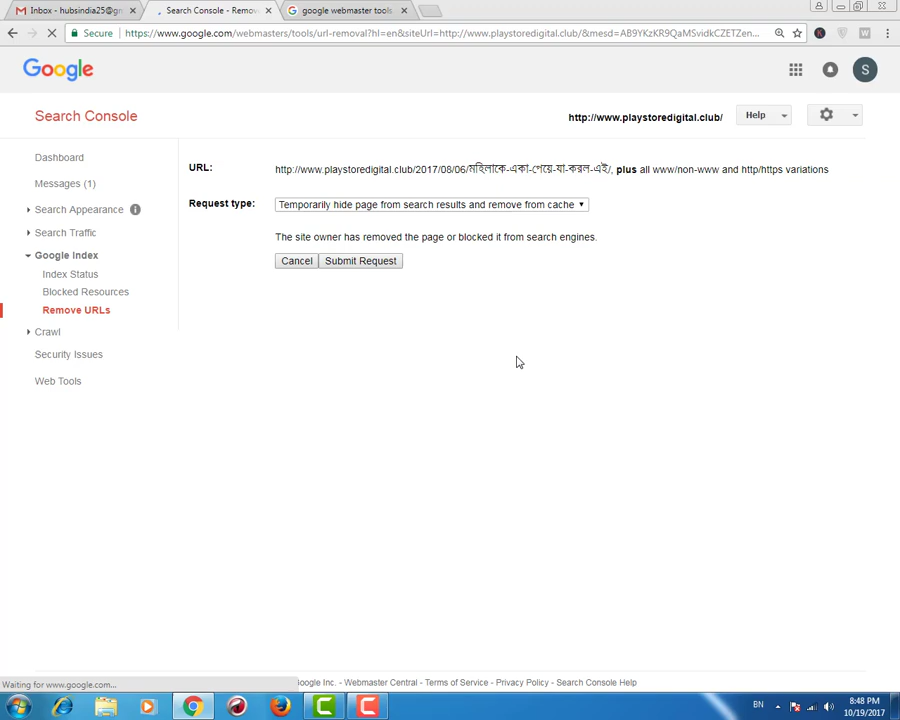 Inbox - hubsindia25@gn
Search Console - Remov
google webmaster tools
Secure
https://www.google.com/webmasters/tools/url-removal?hl=en&siteUrl=http://www.playstoredigital.club/&mesd=AB9YKzKR9QaMSvidkCZETZen...
Google
S
Search Console
http://www.playstoredigital.club/
Help
Dashboard
Messages (1)
Search Appearance
Search Traffic
Google Index
Index Status
Blocked Resources
Remove URLs
Crawl
Security Issues
Web Tools
URL: http://www.playstoredigital.club/2017/08/06/মহিলাকে-একা-পেয়ে-যা-করল-এই/, plus all www/non-www and http/https variations
Request type: Temporarily hide page from search results and remove from cache
The site owner has removed the page or blocked it from search engines.
Cancel Submit Request
Waiting for www.google.com...
oogle Inc. - Webmaster Central - Terms of Service - Privacy Policy - Search Console Help
BN
8:48 PM
10/19/2017